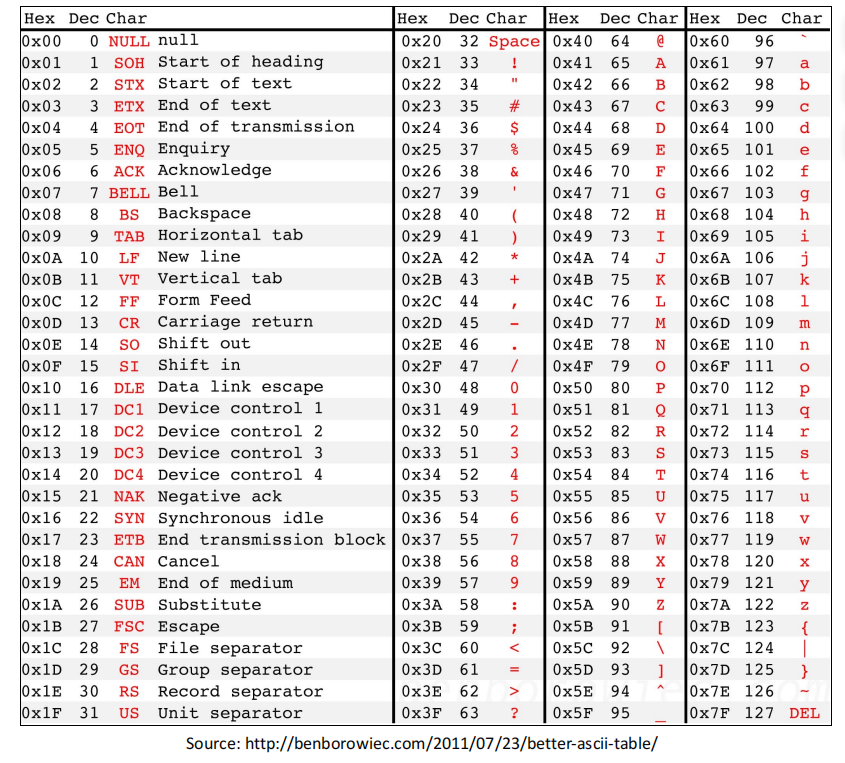 Hex Dec Char Hex Dec Char Hex Dec Char Hex Dec Char
0x00 0 NULL null 0x20 32 Space 0x40 64 @ 0x60 96 `
0x01 1 SOH Start of heading 0x21 33 ! 0x41 65 A 0x61 97 a
0x02 2 STX Start of text 0x22 34 " 0x42 66 B 0x62 98 b
0x03 3 ETX End of text 0x23 35 # 0x43 67 C 0x63 99 c
0x04 4 EOT End of transmission 0x24 36 $ 0x44 68 D 0x64 100 d
0x05 5 ENQ Enquiry 0x25 37 % 0x45 69 E 0x65 101 e
0x06 6 ACK Acknowledge 0x26 38 & 0x46 70 F 0x66 102 f
0x07 7 BELL Bell 0x27 39 ' 0x47 71 G 0x67 103 g
0x08 8 BS Backspace 0x28 40 ( 0x48 72 H 0x68 104 h
0x09 9 TAB Horizontal tab 0x29 41 ) 0x49 73 I 0x69 105 i
0x0A 10 LF New line 0x2A 42 * 0x4A 74 J 0x6A 106 j
0x0B 11 VT Vertical tab 0x2B 43 + 0x4B 75 K 0x6B 107 k
0x0C 12 FF Form Feed 0x2C 44 , 0x4C 76 L 0x6C 108 l
0x0D 13 CR Carriage return 0x2D 45 - 0x4D 77 M 0x6D 109 m
0x0E 14 SO Shift out 0x2E 46 . 0x4E 78 N 0x6E 110 n
0x0F 15 SI Shift in 0x2F 47 / 0x4F 79 O 0x6F 111 o
0x10 16 DLE Data link escape 0x30 48 0 0x50 80 P 0x70 112 p
0x11 17 DC1 Device control 1 0x31 49 1 0x51 81 Q 0x71 113 q
0x12 18 DC2 Device control 2 0x32 50 2 0x52 82 R 0x72 114 r
0x13 19 DC3 Device control 3 0x33 51 3 0x53 83 S 0x73 115 s
0x14 20 DC4 Device control 4 0x34 52 4 0x54 84 T 0x74 116 t
0x15 21 NAK Negative ack 0x35 53 5 0x55 85 U 0x75 117 u
0x16 22 SYN Synchronous idle 0x36 54 6 0x56 86 V 0x76 118 v
0x17 23 ETB End transmission block 0x37 55 7 0x57 87 W 0x77 119 w
0x18 24 CAN Cancel 0x38 56 8 0x58 88 X 0x78 120 x
0x19 25 EM End of medium 0x39 57 9 0x59 89 Y 0x79 121 y
0x1A 26 SUB Substitute 0x3A 58 : 0x5A 90 Z 0x7A 122 z
0x1B 27 FSC Escape 0x3B 59 ; 0x5B 91 [ 0x7B 123 {
0x1C 28 FS File separator 0x3C 60 < 0x5C 92 \ 0x7C 124 |
0x1D 29 GS Group separator 0x3D 61 = 0x5D 93 ] 0x7D 125 }
0x1E 30 RS Record separator 0x3E 62 > 0x5E 94 ^ 0x7E 126 ~
0x1F 31 US Unit separator 0x3F 63 ? 0x5F 95 _ 0x7F 127 DEL
Source: http://benborowiec.com/2011/07/23/better-ascii-table/